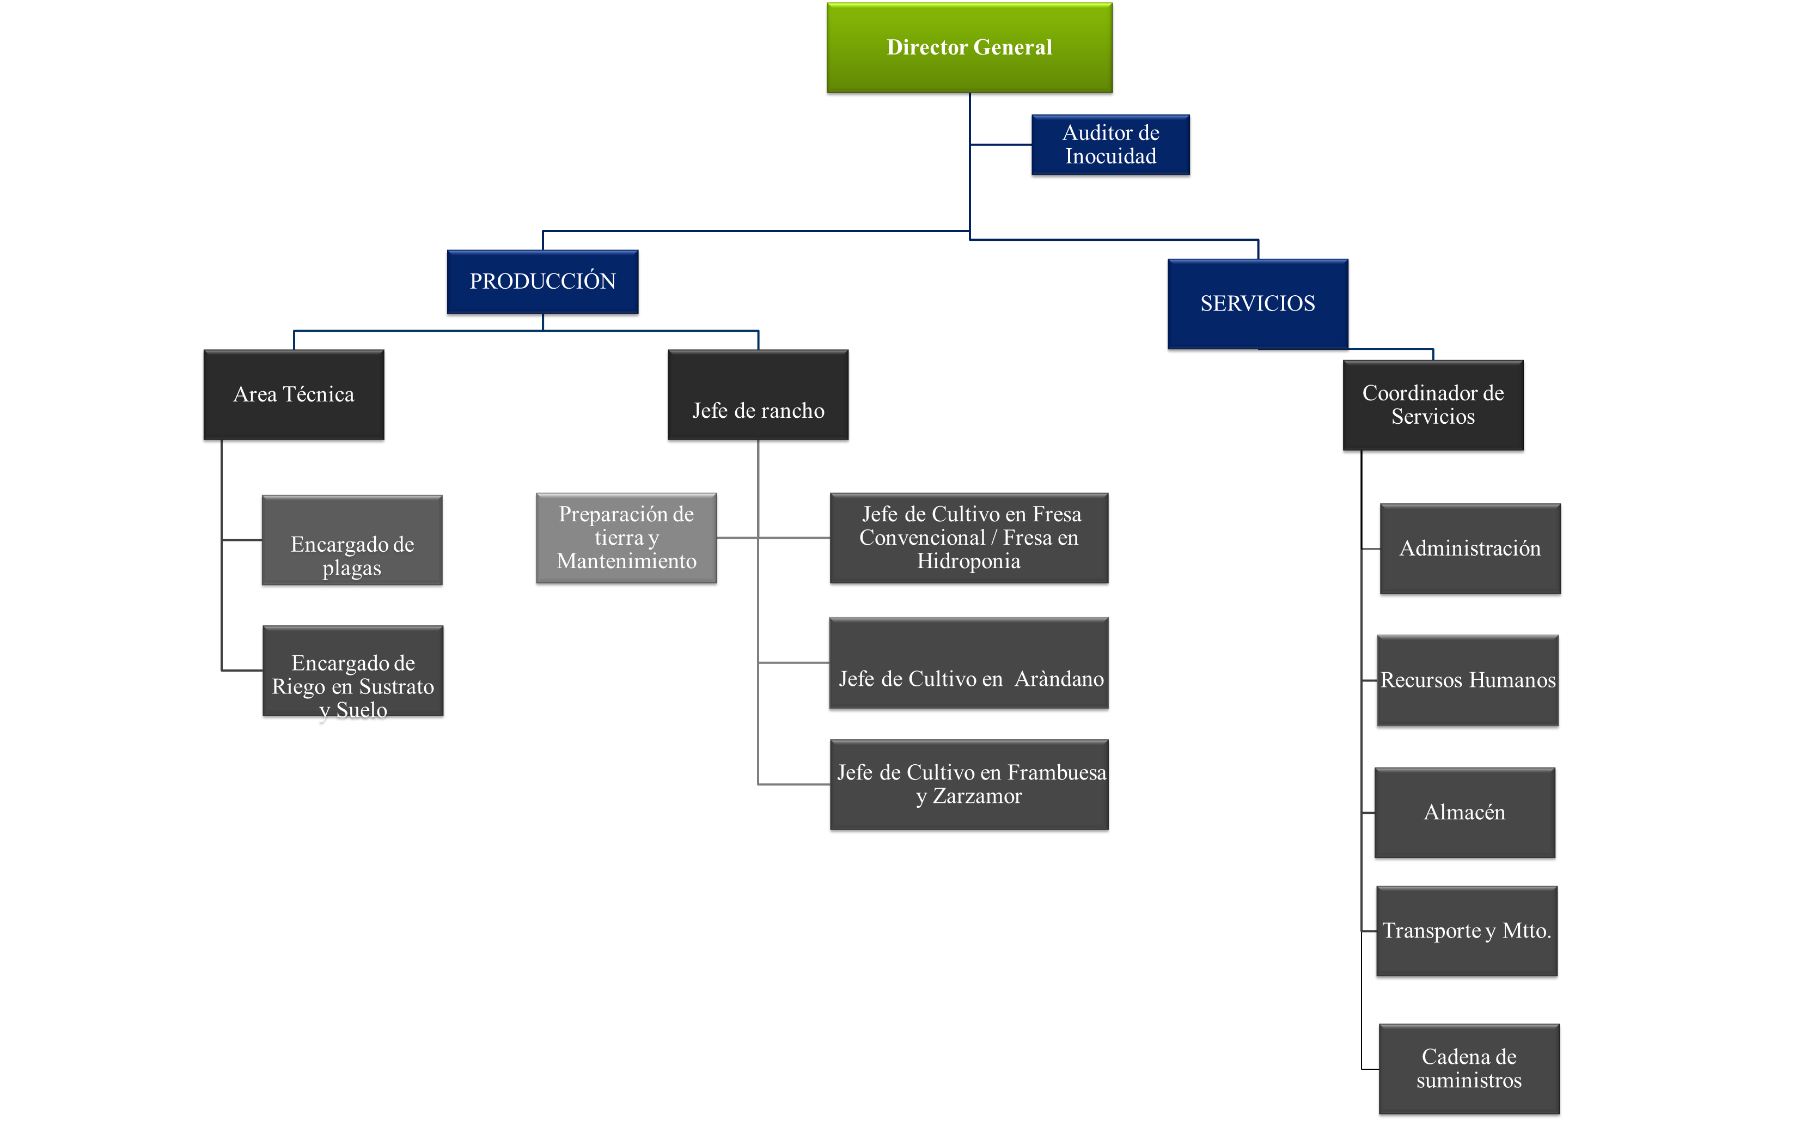 Director General
Auditor de
Inocuidad
PRODUCCIÓN
SERVICIOS
Area Técnica
Jefe de rancho
Coordinador de
Servicios
Encargado de
plagas
Encargado de
Riego en Sustrato
y Suelo
Preparación de
tierra y
Mantenimiento
Jefe de Cultivo en Fresa
Convencional / Fresa en
Hidroponia
Jefe de Cultivo en Aràndano
Jefe de Cultivo en Frambuesa
y Zarzamor
Administración
Recursos Humanos
Almacén
Transporte y Mtto.
Cadena de
suministros